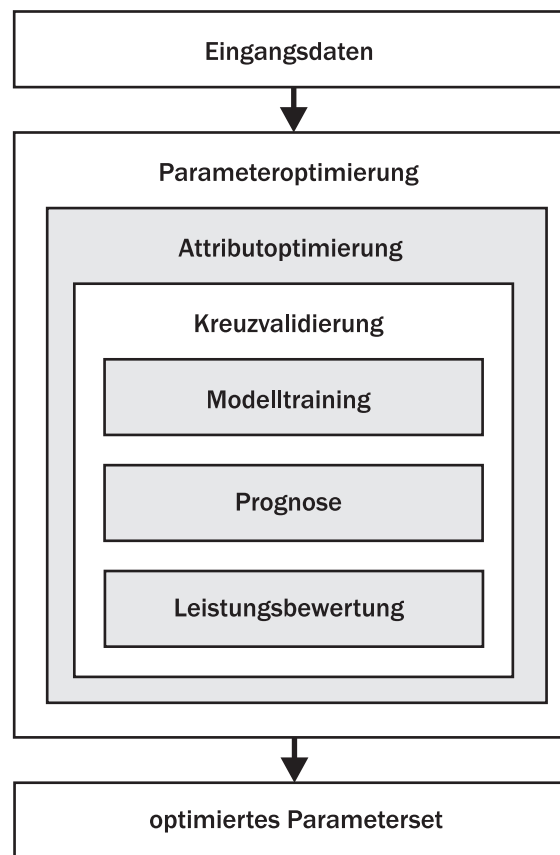 Eingangsdaten
Parameteroptimierung
Attributoptimierung
Kreuzvalidierung
Modelltraining
Prognose
Leistungsbewertung
optimiertes Parameterset